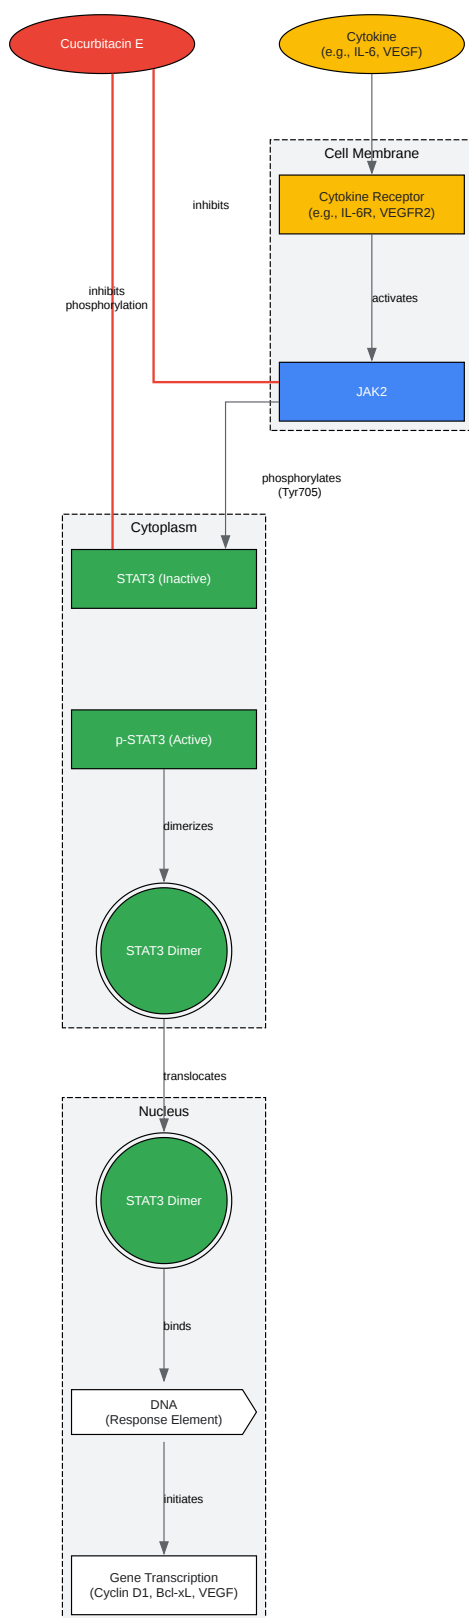 Cucurbitacin E
Cytokine
(e.g., IL-6, VEGF)
Cell Membrane
Cytokine Receptor
(e.g., IL-6R, VEGFR2)
inhibits
inhibits
phosphorylation
activates
JAK2
phosphorylates
(Tyr705)
Cytoplasm
STAT3 (Inactive)
p-STAT3 (Active)
dimerizes
STAT3 Dimer
translocates
Nucleus
STAT3 Dimer
binds
DNA
(Response Element)
initiates
Gene Transcription
(Cyclin D1, Bcl-xL, VEGF)